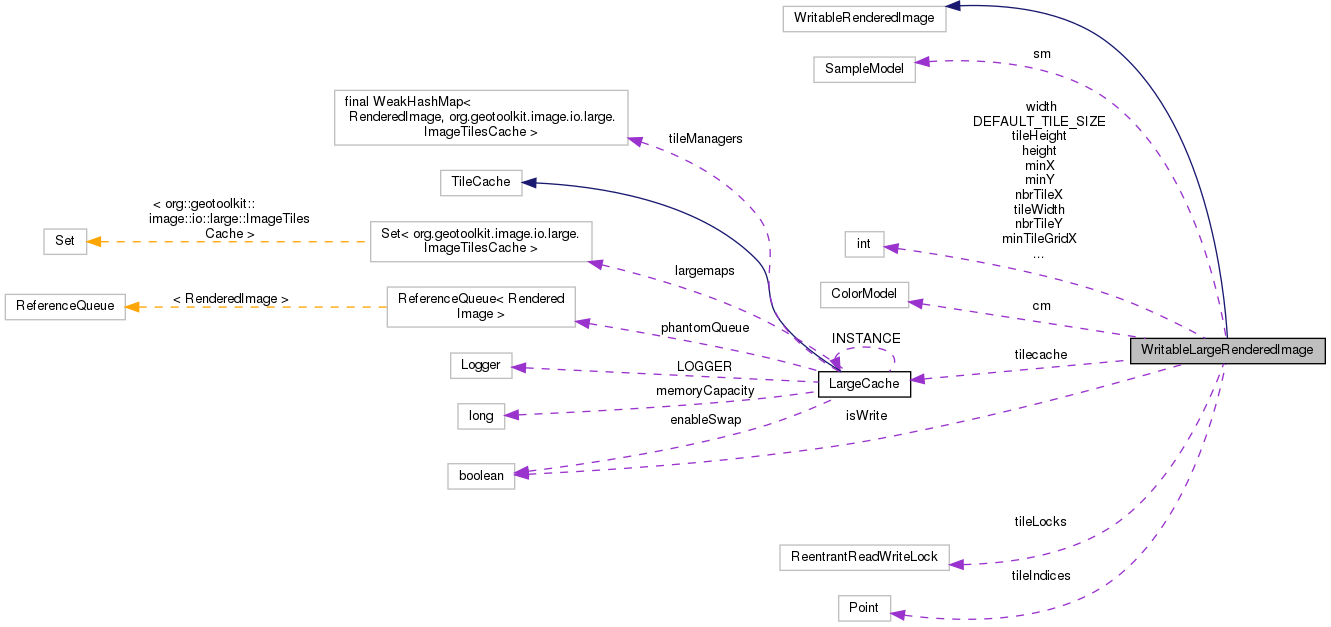 WritableRenderedImage
SampleModel
sm
final WeakHashMap<
RenderedImage, org.geotoolkit.image.io.large.
ImageTilesCache >
tileManagers
width
DEFAULT_TILE_SIZE
tileHeight
height
minX
minY
nbrTileX
tileWidth
nbrTileY
minTileGridX
...
TileCache
< org::geotoolkit::
image::io::large::ImageTiles
Cache >
Set
Set< org.geotoolkit.image.io.large.
ImageTilesCache >
int
largemaps
ReferenceQueue
< RenderedImage >
ReferenceQueue< Rendered
Image >
phantomQueue
ColorModel
cm
INSTANCE
WritableLargeRenderedImage
tilecache
Logger
LOGGER
LargeCache
memoryCapacity
long
enableSwap
isWrite
boolean
tileLocks
ReentrantReadWriteLock
tileIndices
Point